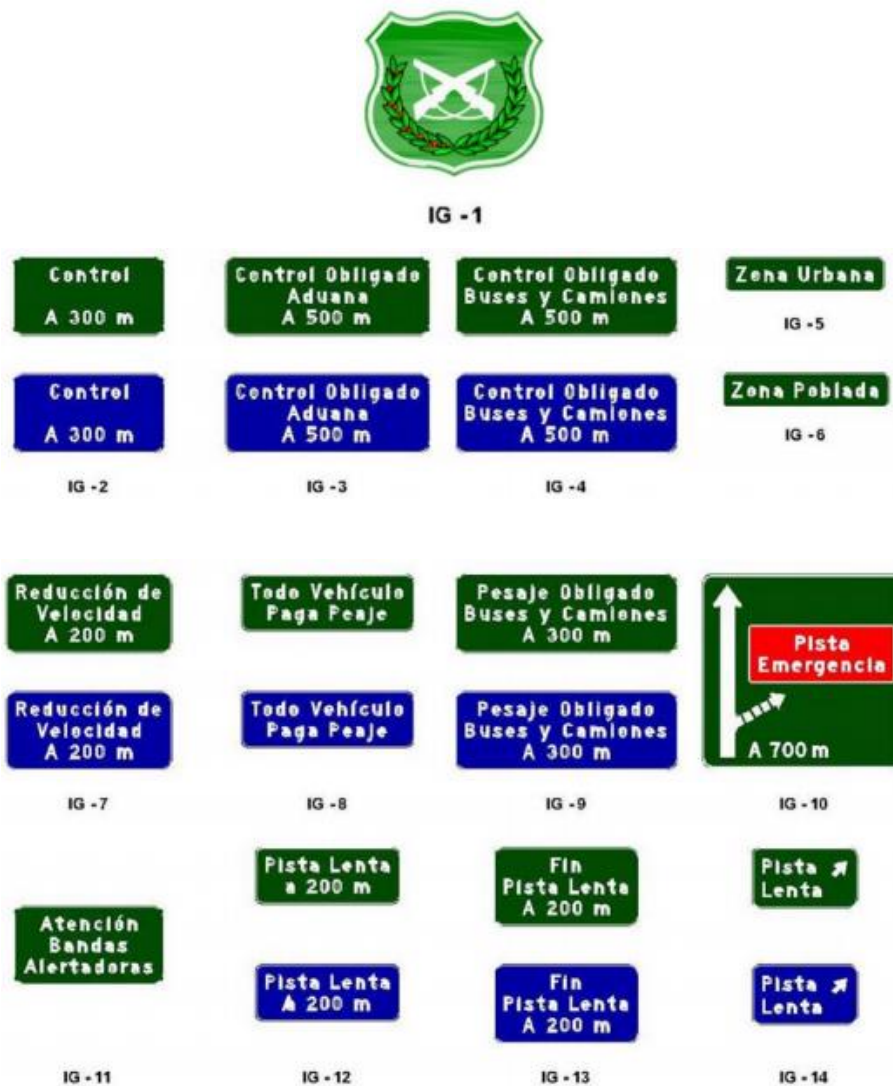 IG - 1
Control
A 300 m
Control Obligado
Aduana
A 500 m
Control Obligado
Buses y Camiones
A 500 m
Zona Urbana
IG - 5
Control
A 300 m
Control Obligado
Aduana
A 500 m
Control Obligado
Buses y Camiones
A 500 m
Zona Poblada
IG - 6
IG - 2
IG - 3
IG - 4
Reducción de
Velocidad
A 200 m
Todo Vehículo
Paga Peaje
Pesaje Obligado
Buses y Camiones
A 300 m
Pista
Emergencia
A 700 m
Reducción de
Velocidad
A 200 m
Todo Vehículo
Paga Peaje
Pesaje Obligado
Buses y Camiones
A 300 m
IG - 7
IG - 8
IG - 9
IG - 10
Atención
Bandas
Alertadoras
Pista Lenta
a 200 m
Fin
Pista Lenta
A 200 m
Pista
Lenta
Pista Lenta
A 200 m
Fin
Pista Lenta
A 200 m
Pista
Lenta
IG - 11
IG - 12
IG - 13
IG - 14